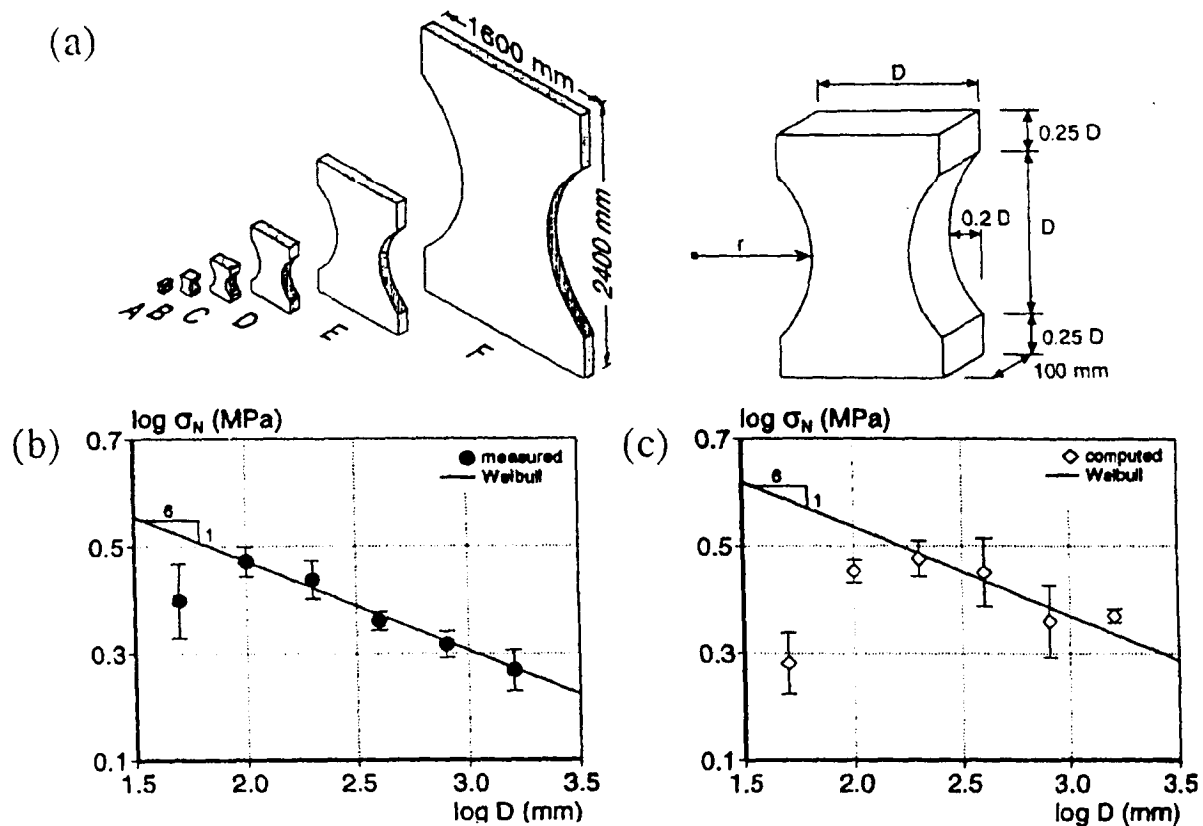 (a)
1600 mm
2400 mm
A B C D E F
D
0.25 D
0.2 D
D
r
0.25 D
100 mm
(b)
log σN (MPa)
0.7
0.5
0.3
0.1
measured
Weibull
6
1
1.5 2.0 2.5 3.0 3.5
log D (mm)
(c)
log σN (MPa)
0.7
0.5
0.3
0.1
computed
Weibull
6
1
1.5 2.0 2.5 3.0 3.5
log D (mm)